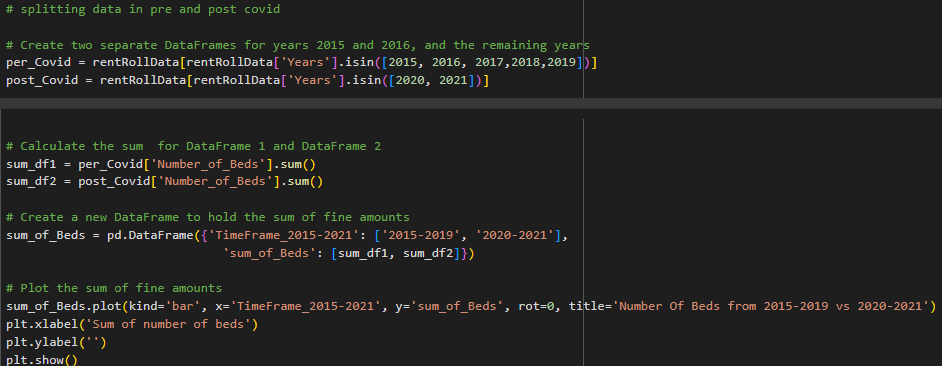 # splitting data in pre and post covid
# Create two separate DataFrames for years 2015 and 2016, and the remaining years
per_Covid = rentRollData[rentRollData['Years'].isin([2015, 2016, 2017,2018,2019])]
post_Covid = rentRollData[rentRollData['Years'].isin([2020, 2021])]
# Calculate the sum  for DataFrame 1 and DataFrame 2
sum_df1 = per_Covid['Number_of_Beds'].sum()
sum_df2 = post_Covid['Number_of_Beds'].sum()
# Create a new DataFrame to hold the sum of fine amounts
sum_of_Beds = pd.DataFrame({'TimeFrame_2015-2021': ['2015-2019', '2020-2021'],
'sum_of_Beds': [sum_df1, sum_df2]})
# Plot the sum of fine amounts
sum_of_Beds.plot(kind='bar', x='TimeFrame_2015-2021', y='sum_of_Beds', rot=0, title='Number Of Beds from 2015-2019 vs 2020-2021')
plt.xlabel('Sum of number of beds')
plt.ylabel('')
plt.show()